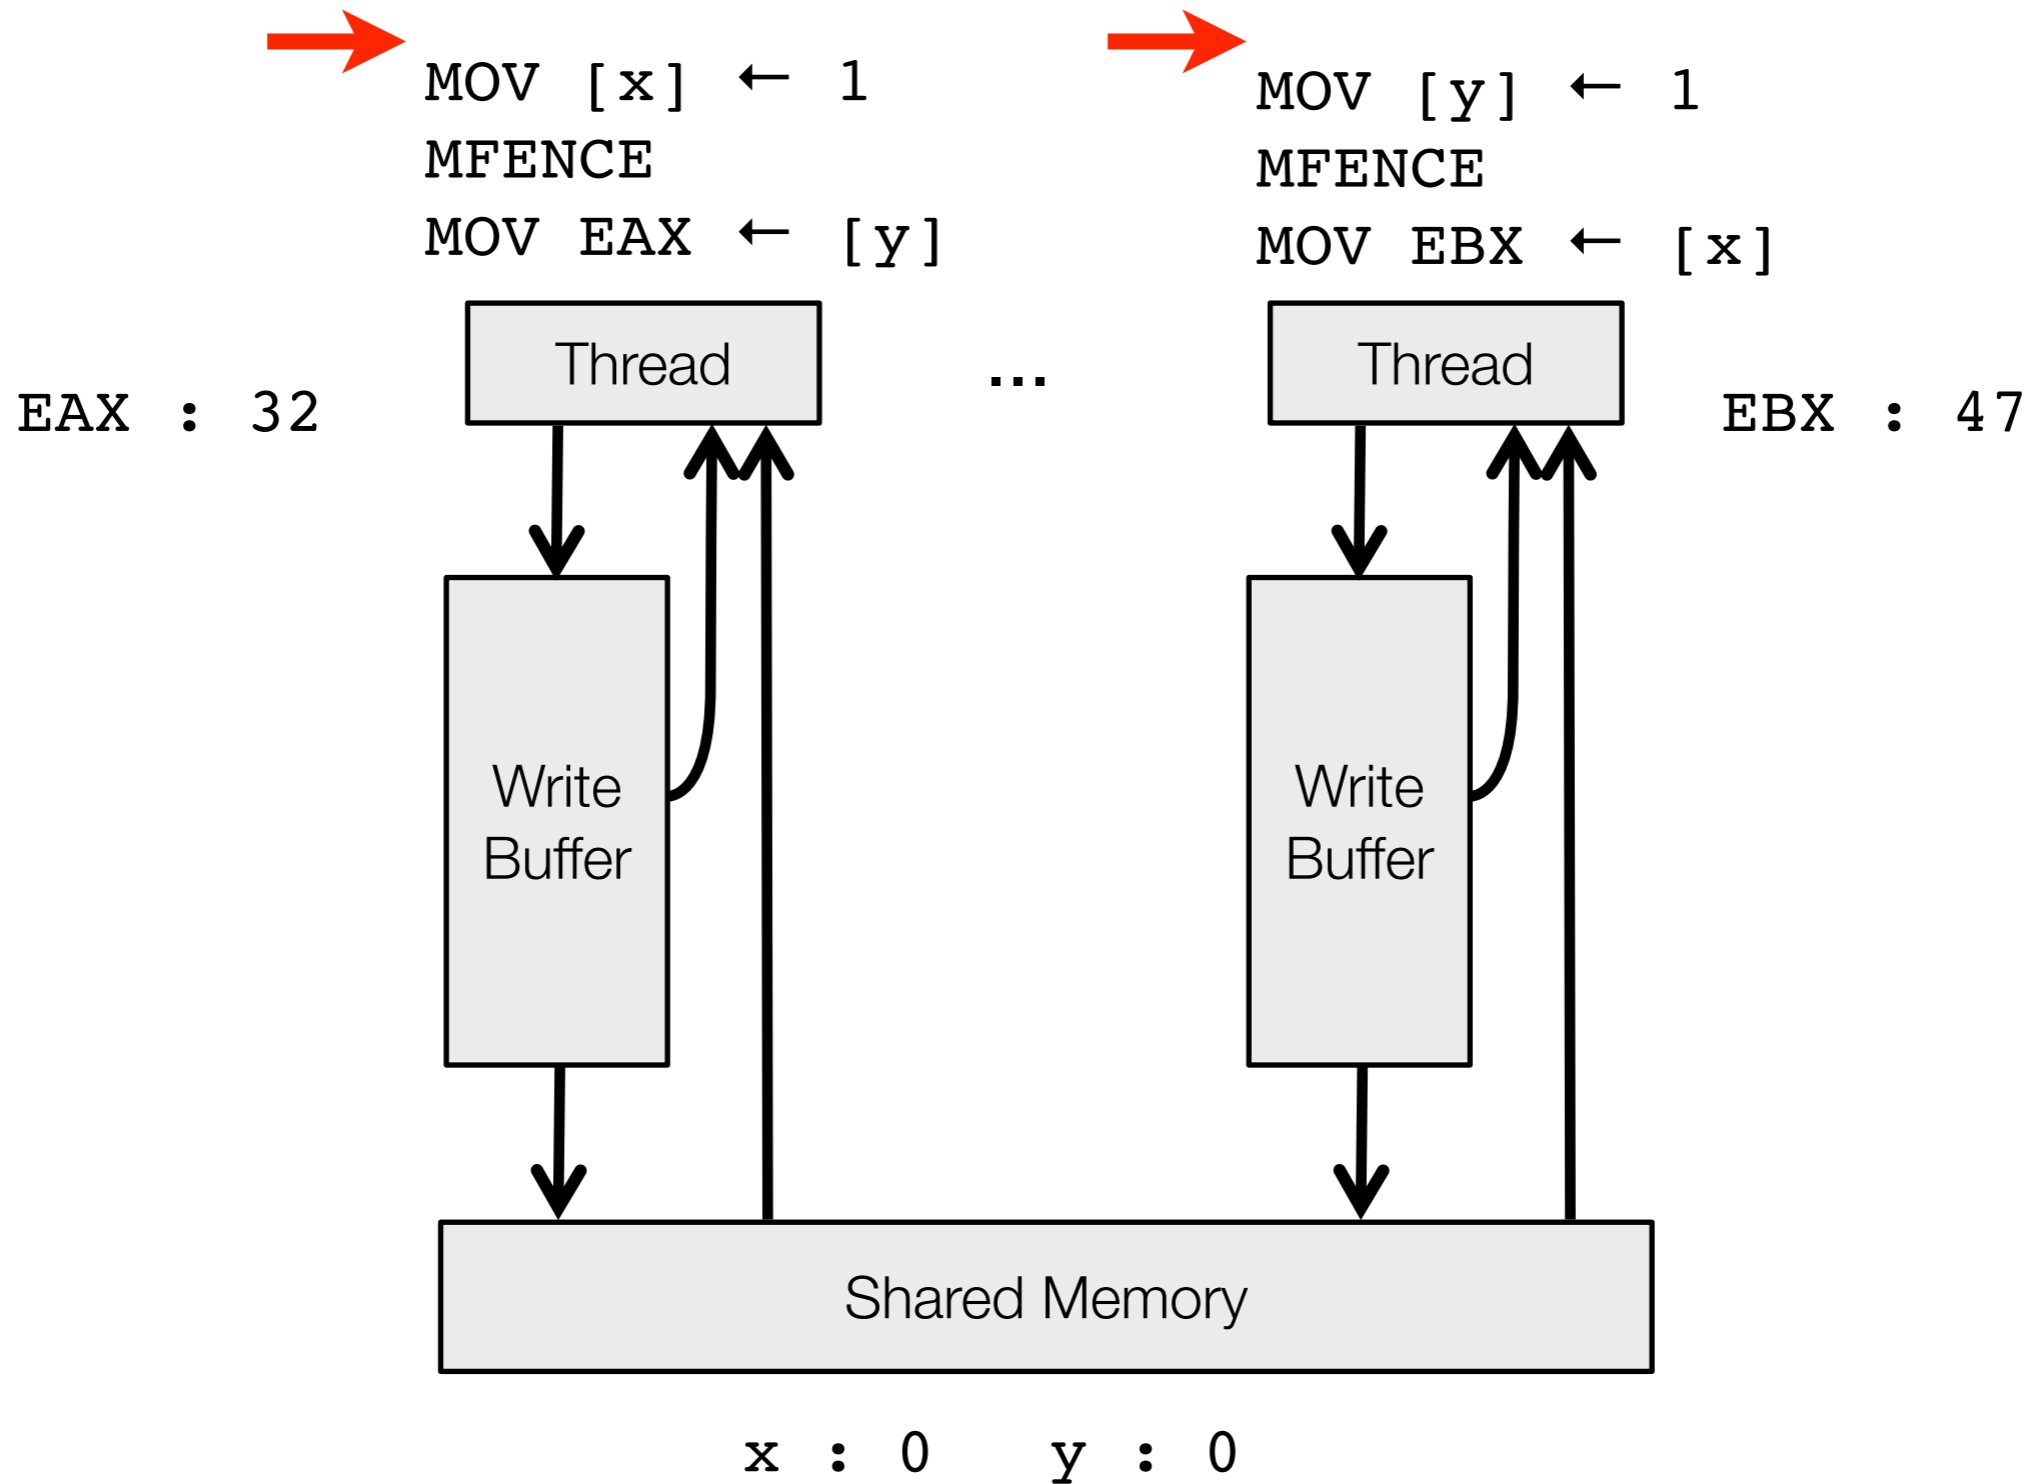 MOV [x] ← 1
MFENCE
MOV EAX ← [y]
MOV [y] ← 1
MFENCE
MOV EBX ← [x]
Thread
...
Thread
EAX : 32
EBX : 47
Write
Buffer
Write
Buffer
Shared Memory
x : 0 y : 0